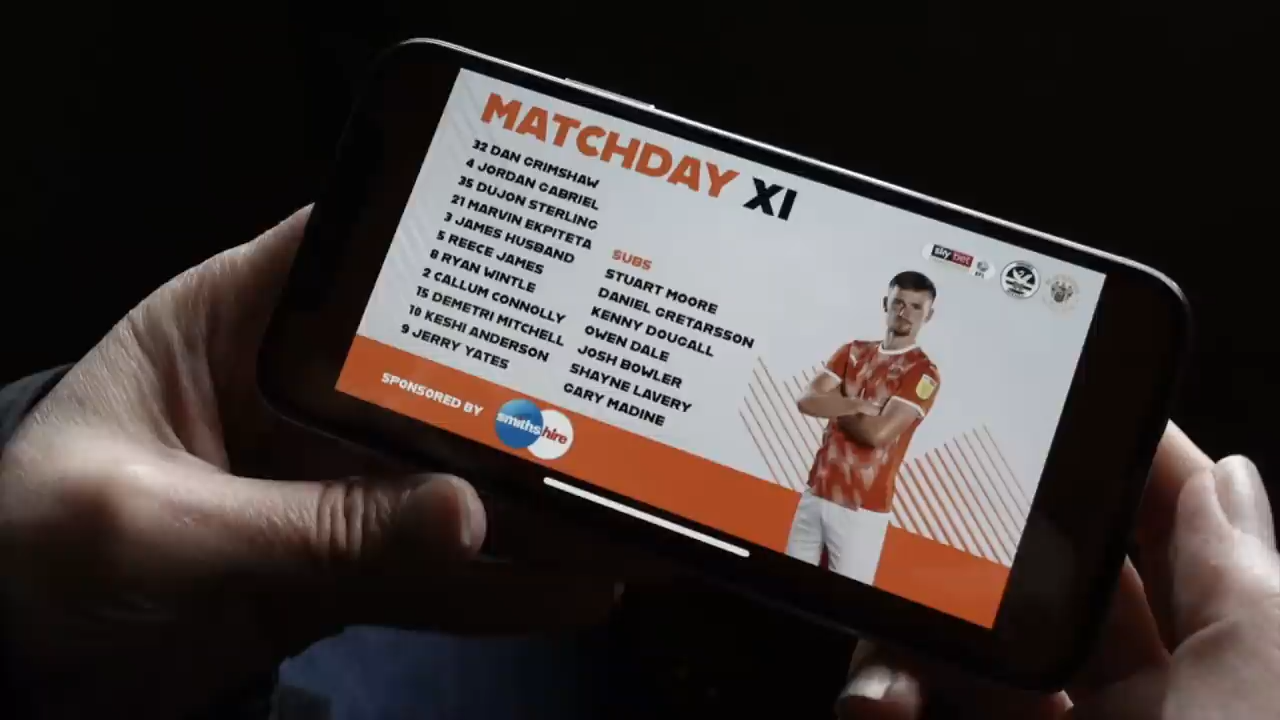 MATCHDAY XI
32 DAN GRIMSHAW
4 JORDAN GABRIEL
35 DUJON STERLING
21 MARVIN EKPITETA
3 JAMES HUSBAND
5 REECE JAMES
8 RYAN WINTLE
2 CALLUM CONNOLLY
15 DEMETRI MITCHELL
10 KESHI ANDERSON
9 JERRY YATES
SUBS
STUART MOORE
DANIEL GRETARSSON
KENNY DOUGALL
OWEN DALE
JOSH BOWLER
SHAYNE LAVERY
GARY MADINE
sky bet
SPONSORED BY
smiths hire